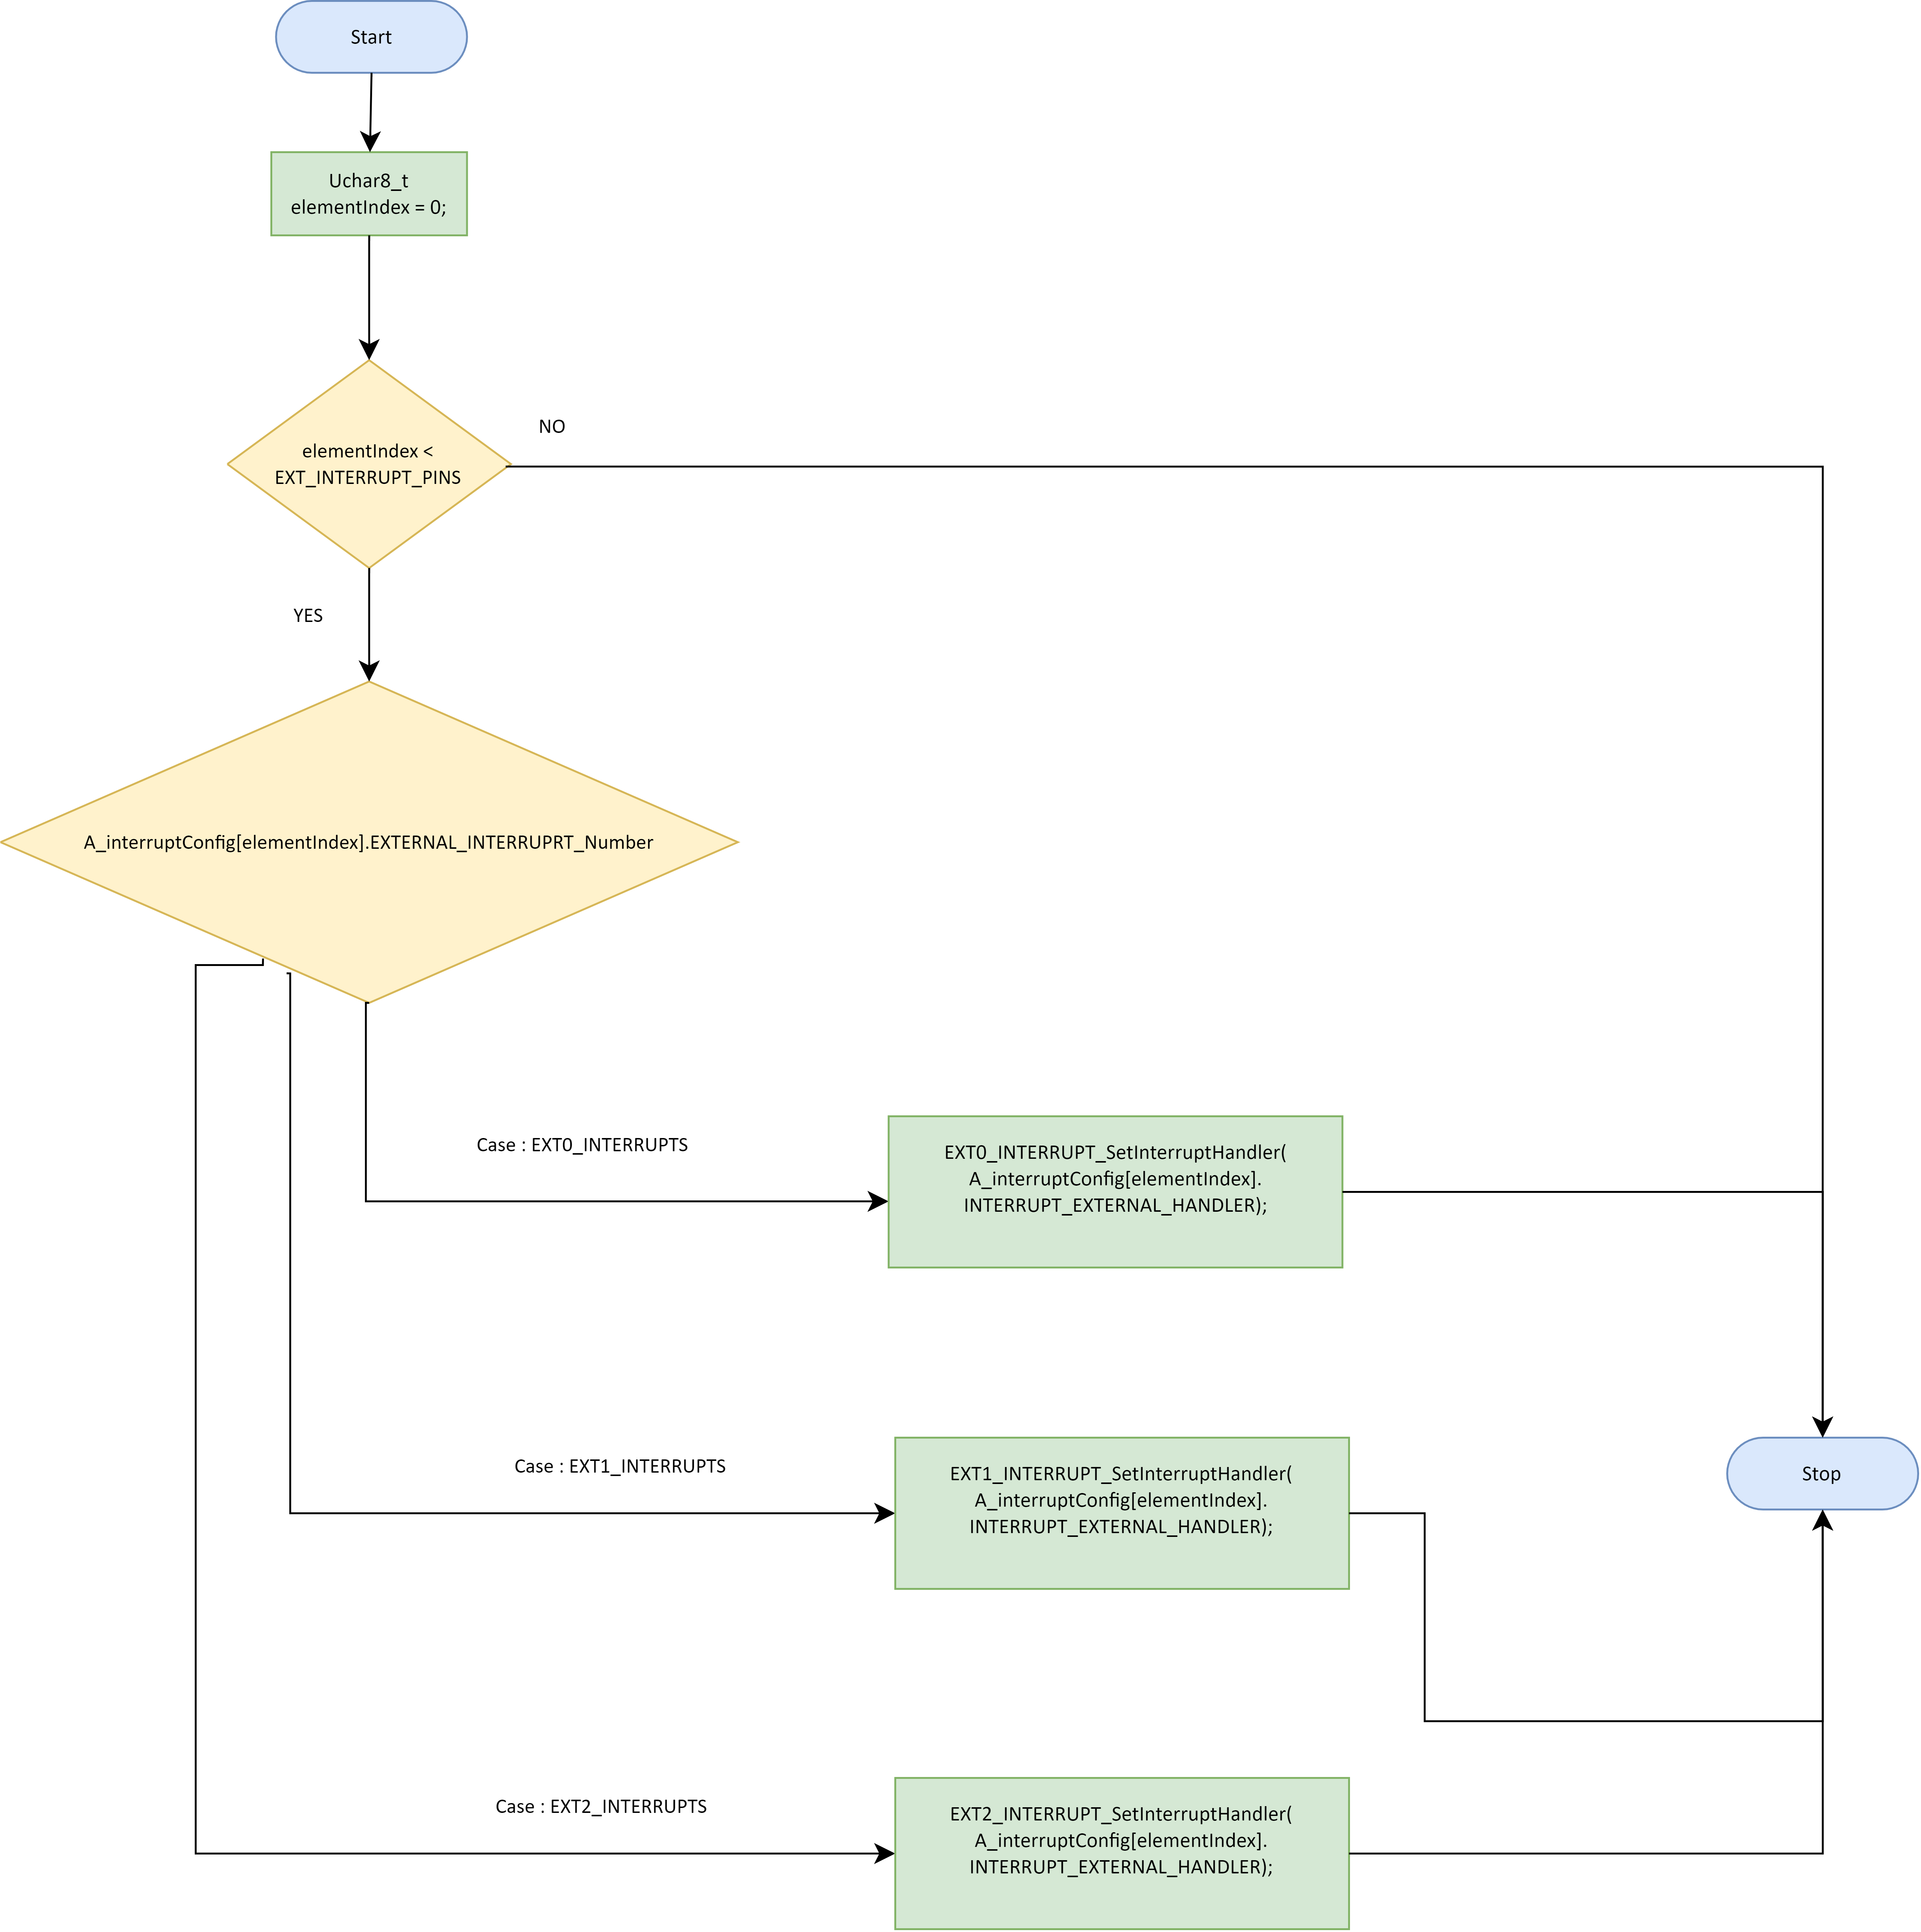 Start
Uchar8_t
elementIndex = 0;
elementIndex <
EXT_INTERRUPT_PINS
NO
YES
A_interruptConfig[elementIndex].EXTERNAL_INTERRUPRT_Number
Case : EXT0_INTERRUPTS
EXT0_INTERRUPT_SetInterruptHandler(
A_interruptConfig[elementIndex].
INTERRUPT_EXTERNAL_HANDLER);
Case : EXT1_INTERRUPTS
EXT1_INTERRUPT_SetInterruptHandler(
A_interruptConfig[elementIndex].
INTERRUPT_EXTERNAL_HANDLER);
Stop
Case : EXT2_INTERRUPTS
EXT2_INTERRUPT_SetInterruptHandler(
A_interruptConfig[elementIndex].
INTERRUPT_EXTERNAL_HANDLER);